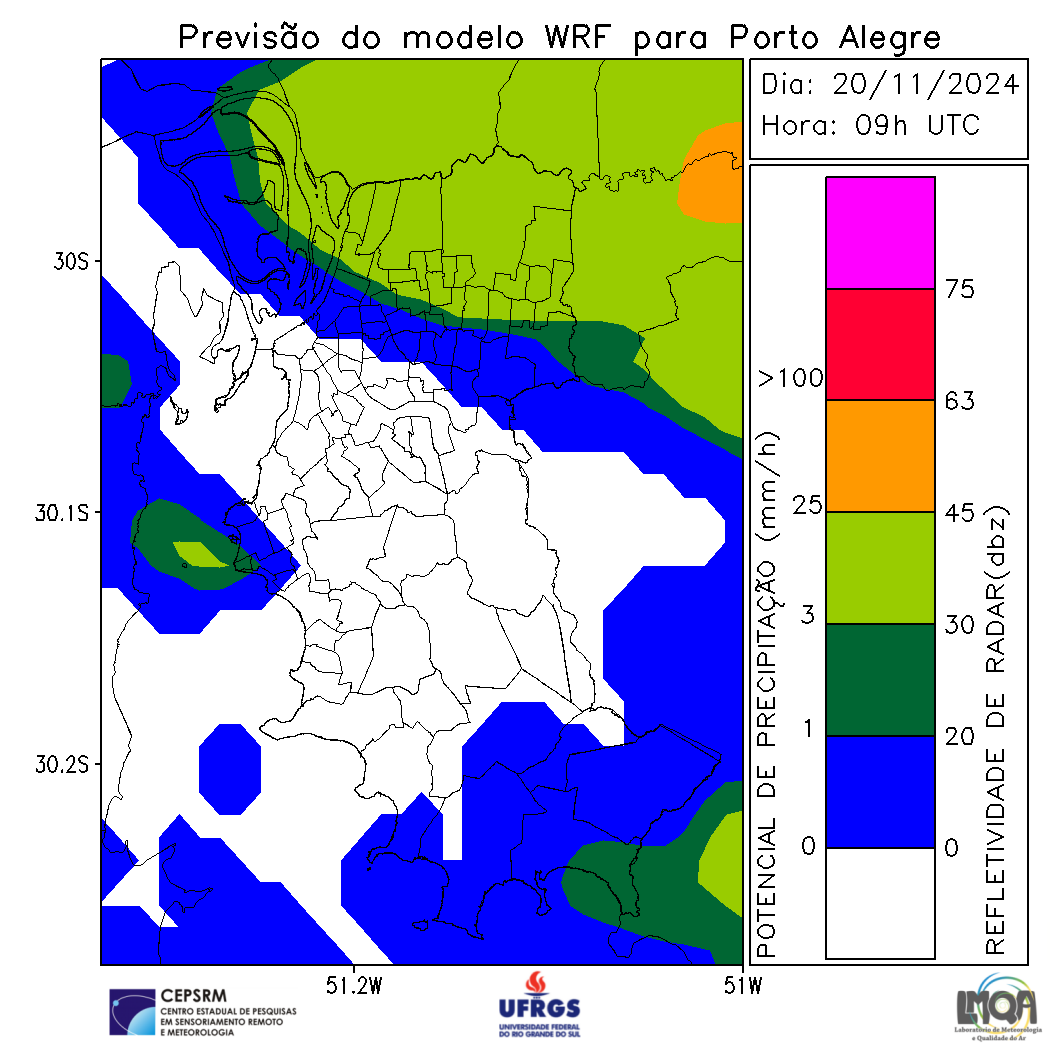 Previsão do modelo WRF para Porto Alegre
Dia: 20/11/2024
Hora: 09h UTC
30S
30.1S
30.2S
51.2W
51W
POTENCIAL DE PRECIPITAÇÃO (mm/h)
>100
25
3
1
0
75
63
45
30
20
0
REFLETIVIDADE DE RADAR(dbz)
CEPSRM
CENTRO ESTADUAL DE PESQUISAS
EM SENSORIAMENTO REMOTO
E METEOROLOGIA
UFRGS
UNIVERSIDADE FEDERAL
DO RIO GRANDE DO SUL
LMQA
Laboratório de Meteorologia
e Qualidade do Ar